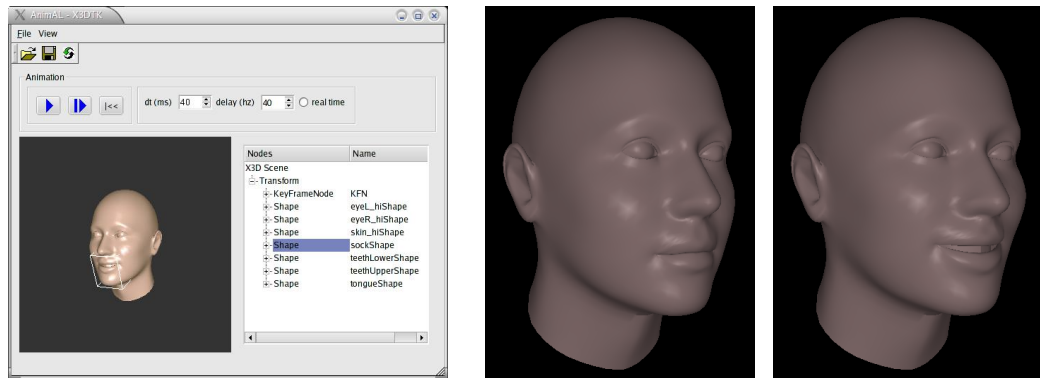 AnimAL - X3DTK
File View
Animation
|<< dt (ms) 40 delay (hz) 40 real time
Nodes Name
X3D Scene
Transform
KeyFrameNode KFN
Shape eyeL_hiShape
Shape eyeR_hiShape
Shape skin_hiShape
Shape sockShape
Shape teethLowerShape
Shape teethUpperShape
Shape tongueShape